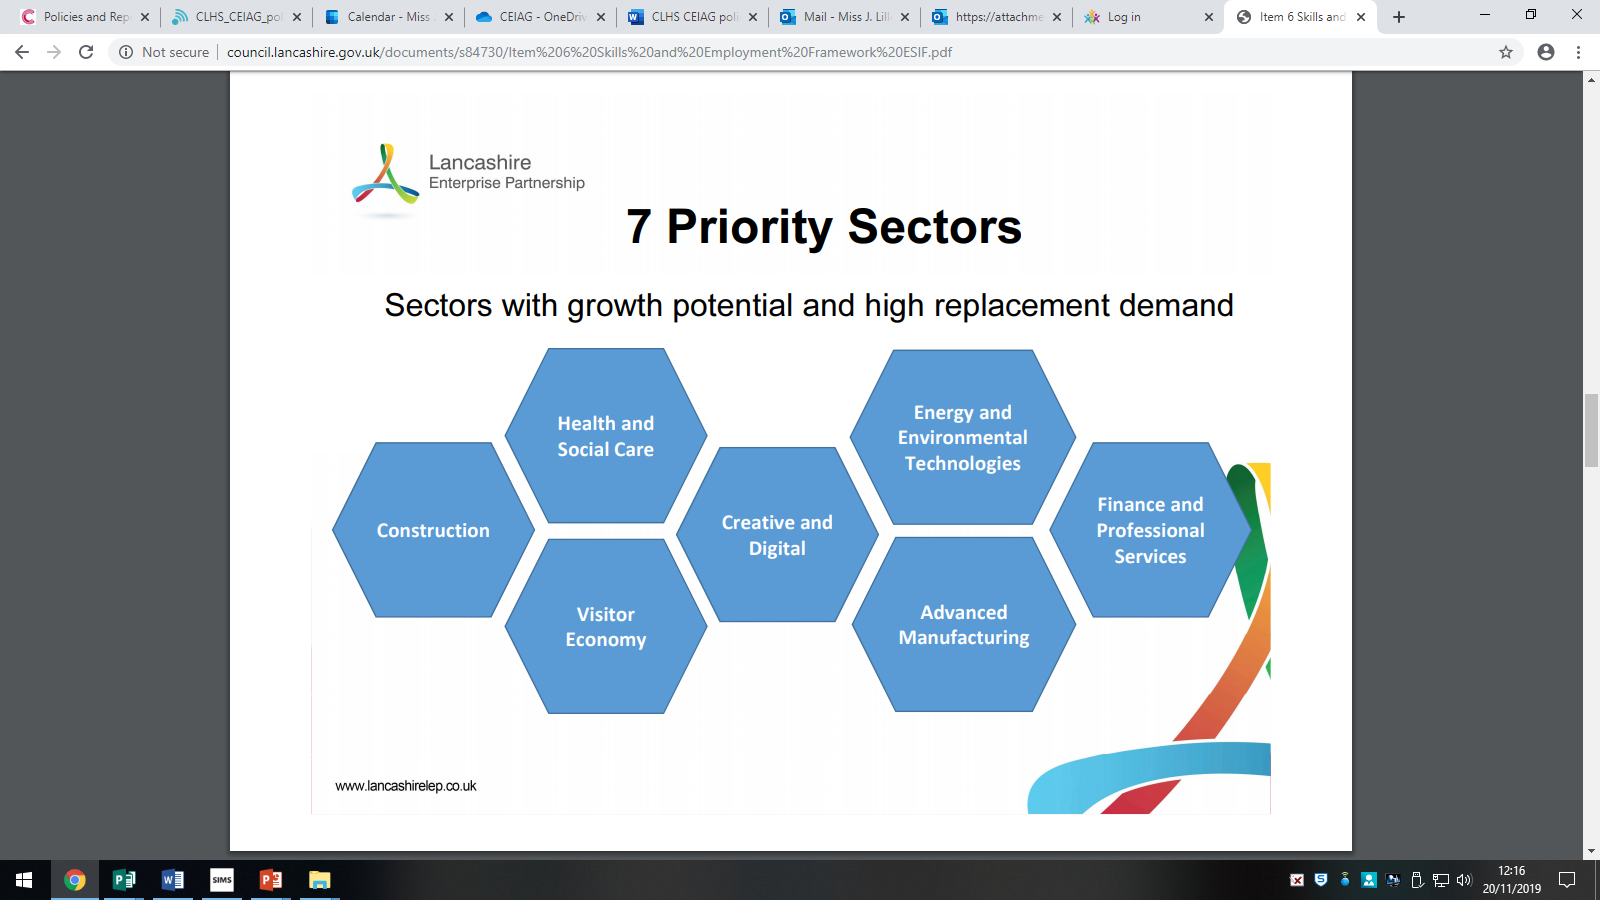 Policies and Rep
CLHS_CEIAG_pol
Calendar - Miss
CEIAG - OneDriv
CLHS CEIAG poli
Mail - Miss J. Lill
https://attachme
Log in
Item 6 Skills and
Not secure
council.lancashire.gov.uk/documents/s84730/Item%206%20Skills%20and%20Employment%20Framework%20ESIF.pdf
Lancashire
Enterprise Partnership
7 Priority Sectors
Sectors with growth potential and high replacement demand
Construction
Health and
Social Care
Visitor
Economy
Creative and
Digital
Energy and
Environmental
Technologies
Advanced
Manufacturing
Finance and
Professional
Services
www.lancashirelep.co.uk
SIMS
12:16
20/11/2019